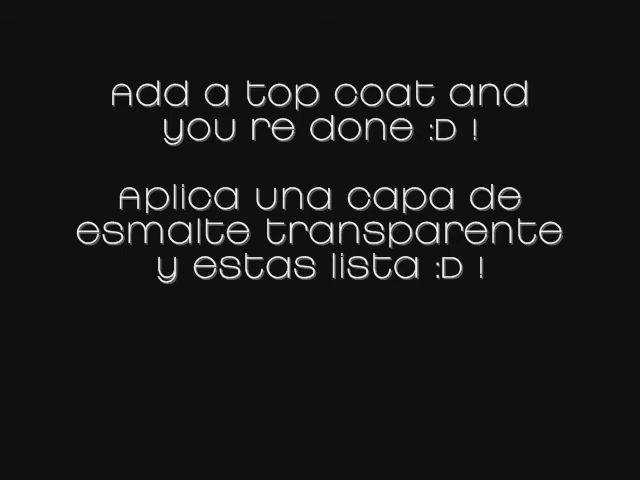 Add a top coat and
you re done :D !
Aplica una capa de
esmalte transparente
y estas lista :D !